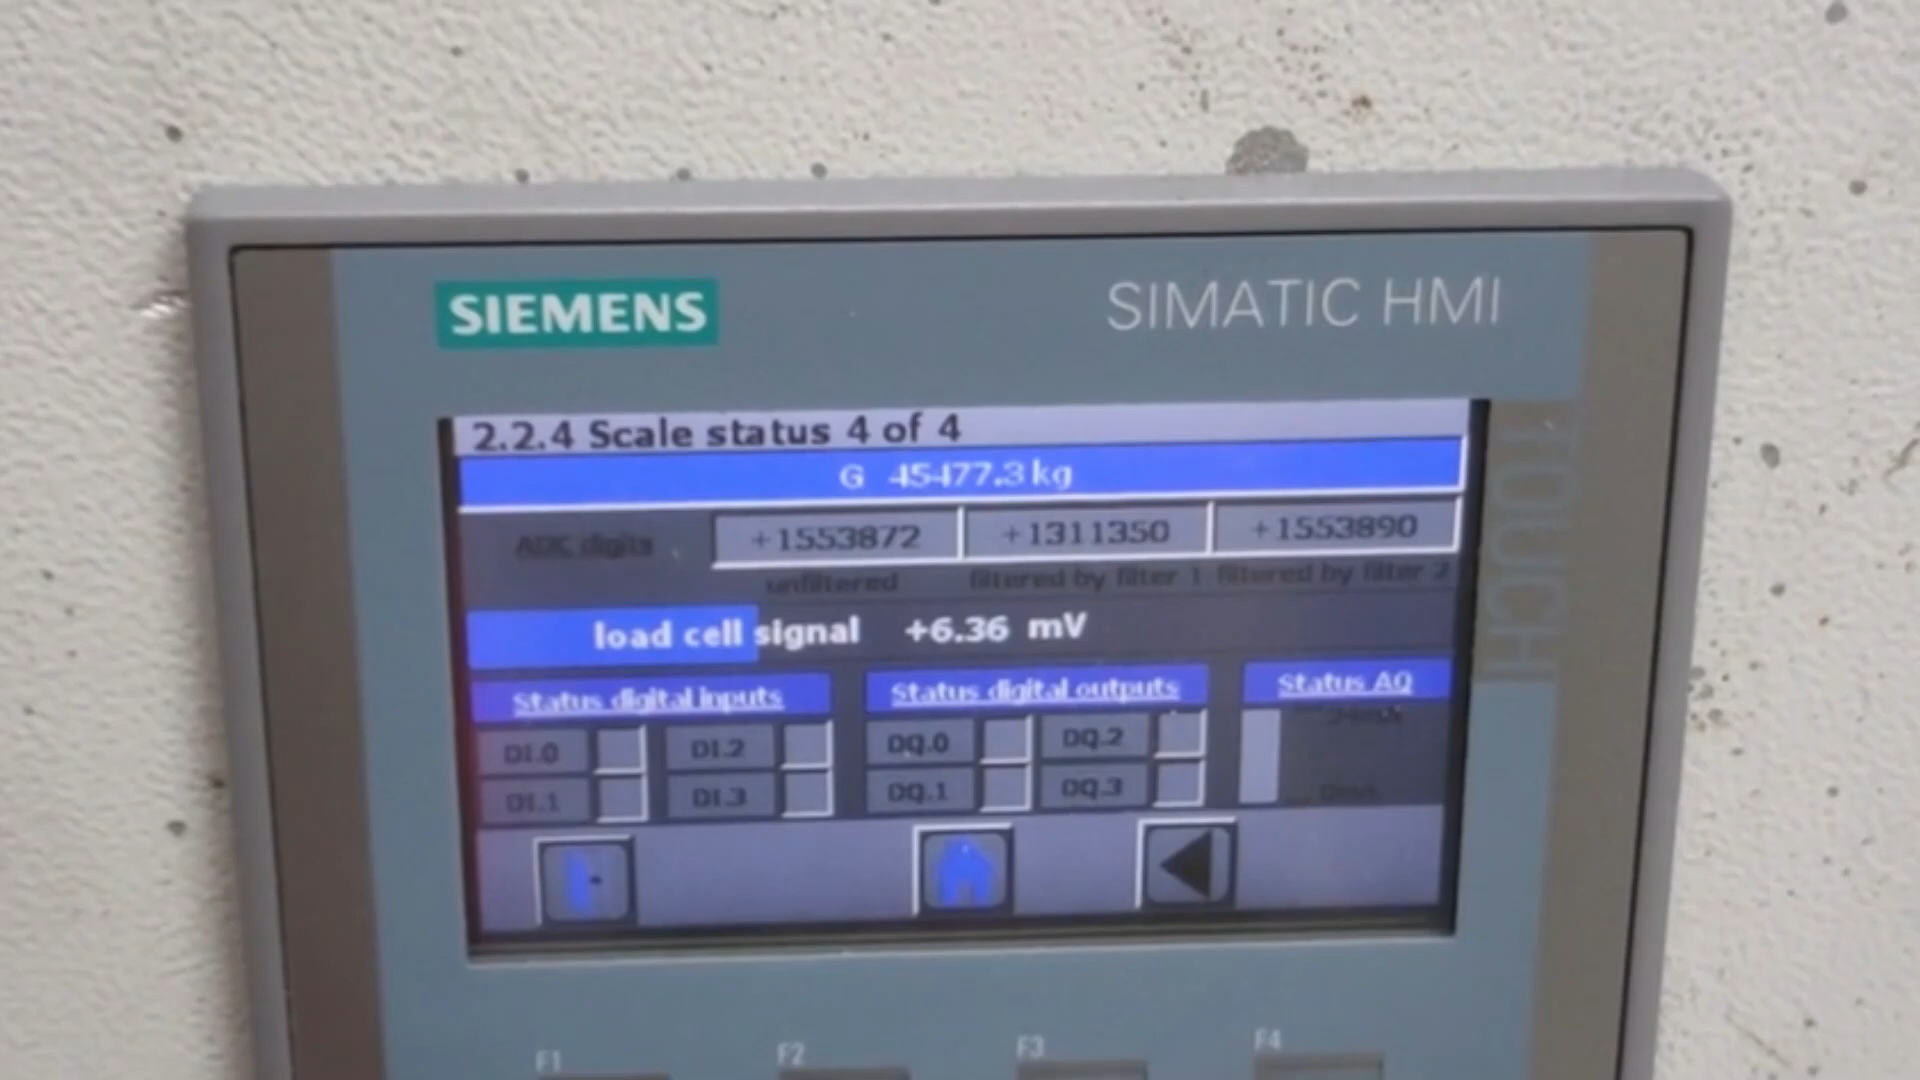 SIEMENS
SIMATIC HMI
TOUCH
2.2.4 Scale status 4 of 4
G 45477.3 kg
ADC digits +1553872 +1311350 +1553890
unfiltered filtered by filter 1 filtered by filter 2
load cell signal +6.36 mV
Status digital inputs Status digital outputs Status AQ
DI.0 DI.2 DQ.0 DQ.2
DI.1 DI.3 DQ.1 DQ.3
F1 F2 F3 F4